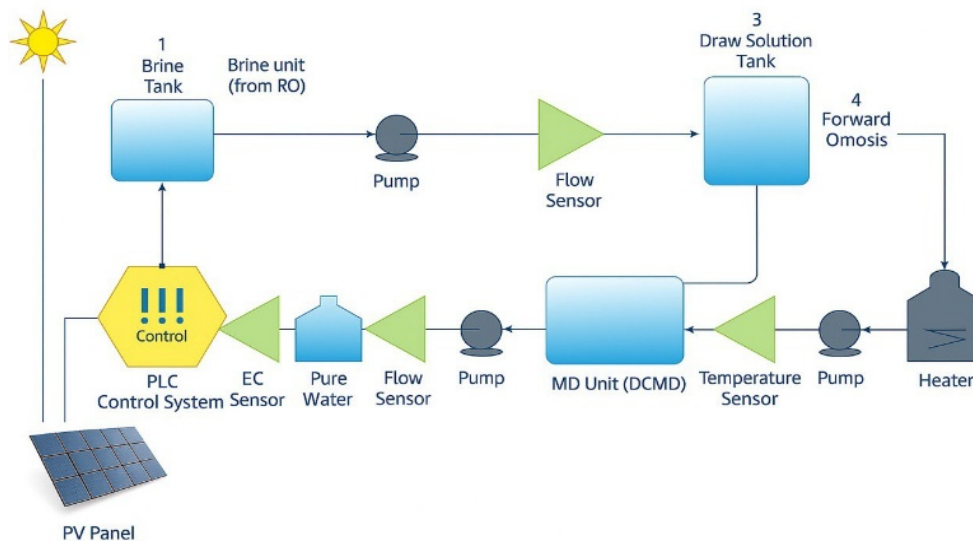 1
Brine
Tank
Brine unit
(from RO)
Pump
Flow
Sensor
3
Draw Solution
Tank
4
Forward
Omosis
!!!
Control
PLC
Control System
EC
Sensor
Pure
Water
Flow
Sensor
Pump
MD Unit (DCMD)
Temperature
Sensor
Pump
Heater
PV Panel